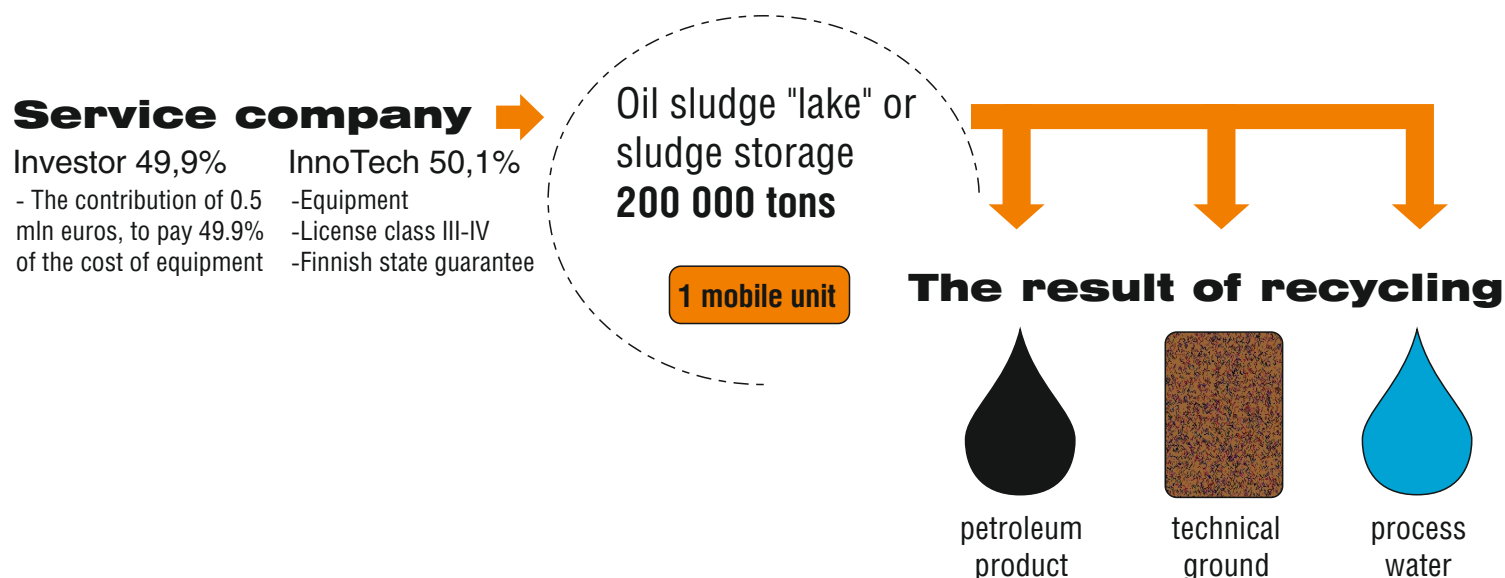 Service company
Investor 49,9%
- The contribution of 0.5
mln euros, to pay 49.9%
of the cost of equipment
InnoTech 50,1%
-Equipment
-License class III-IV
-Finnish state guarantee
Oil sludge "lake" or
sludge storage
200 000 tons
1 mobile unit
The result of recycling
petroleum
product
technical
ground
process
water